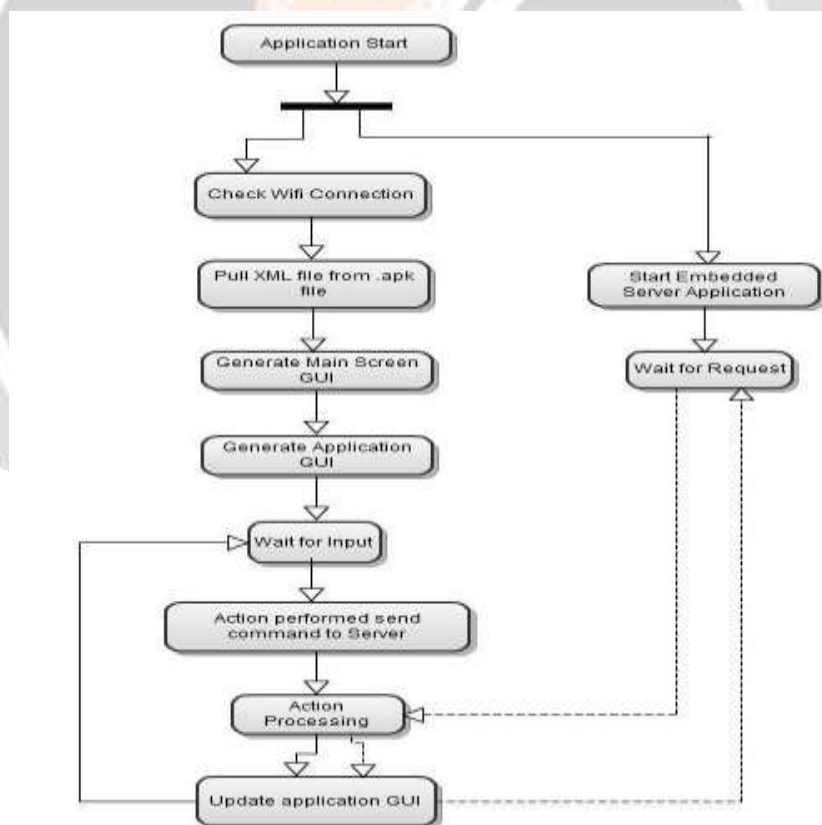 Application Start
Check Wifi Connection
Pull XML file from .apk
file
Generate Main Screen
GUI
Generate Application
GUI
Wait for Input
Action performed send
command to Server
Action
Processing
Update application GUI
Start Embedded
Server Application
Wait for Request